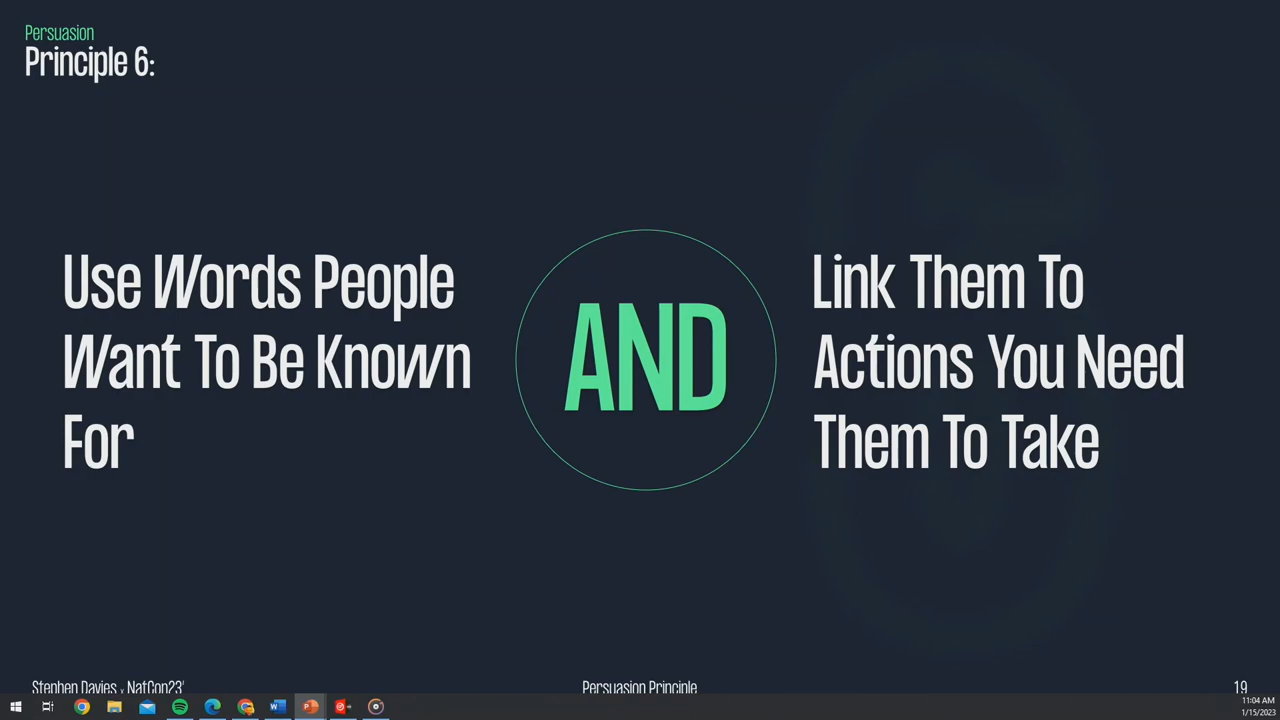 Persuasion
Principle 6:
Use Words People
Want To Be Known
For
AND
Link Them To
Actions You Need
Them To Take
Stephen Davies x NatCon23'
Persuasion Principle
19
11:04 AM
1/15/2023